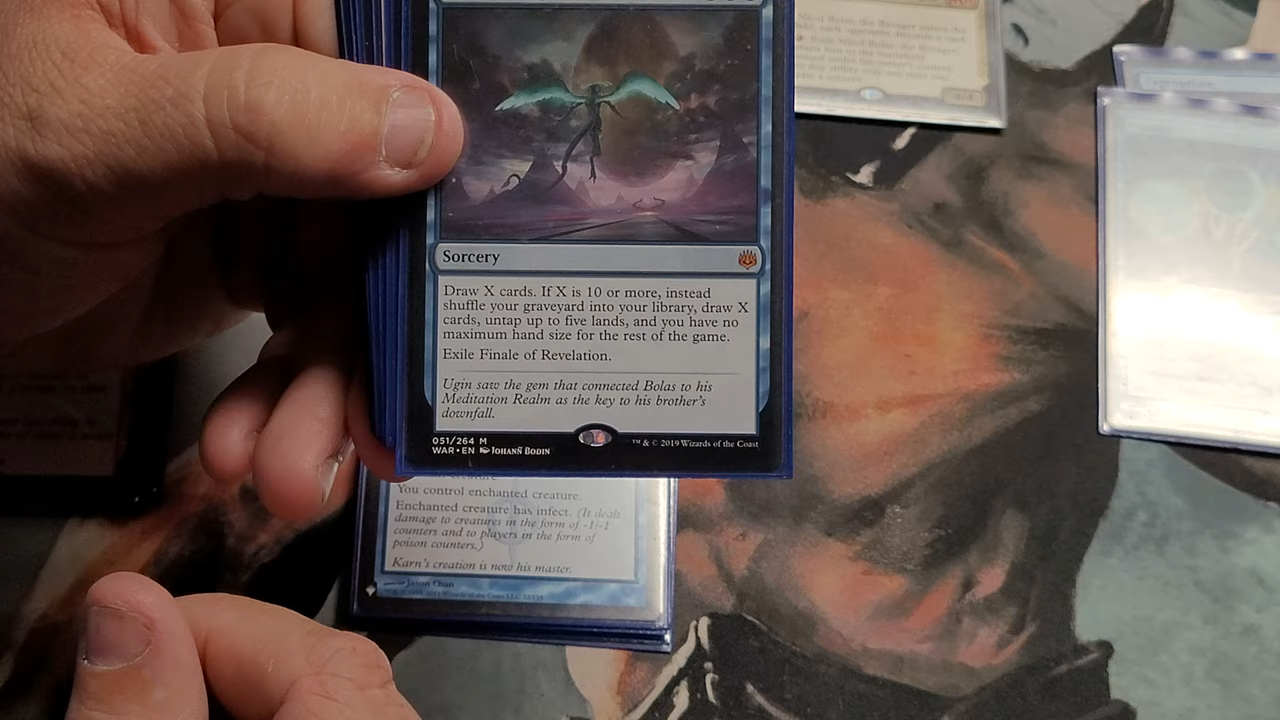 Sorcery
Draw X cards. If X is 10 or more, instead
shuffle your graveyard into your library, draw X
cards, untap up to five lands, and you have no
maximum hand size for the rest of the game.
Exile Finale of Revelation.
Ugin saw the gem that connected Bolas to his
Meditation Realm as the key to his brother's
downfall.
051/264 M
WAR • EN Johann Bodin
™ & © 2019 Wizards of the Coast
You control enchanted creature.
Enchanted creature has infect. (It deals
damage to creatures in the form of -1/-1
counters and to players in the form of
poison counters.)
Karn's creation is now his master.
Jason Chan